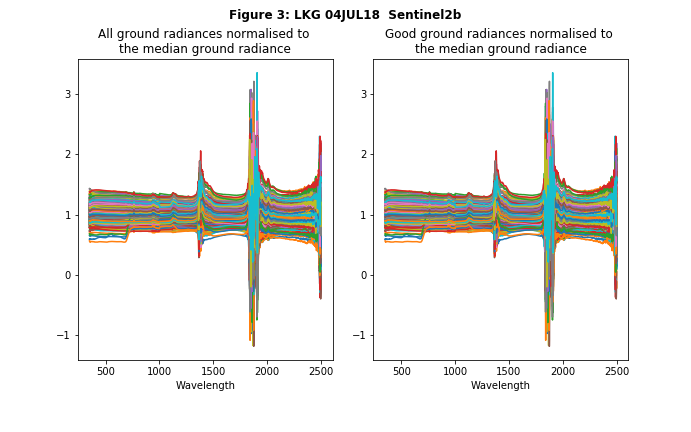 Figure 3: LKG 04JUL18  Sentinel2b
All ground radiances normalised to
the median ground radiance
Good ground radiances normalised to
the median ground radiance
3
2
1
0
−1
500 1000 1500 2000 2500
Wavelength
3
2
1
0
−1
500 1000 1500 2000 2500
Wavelength